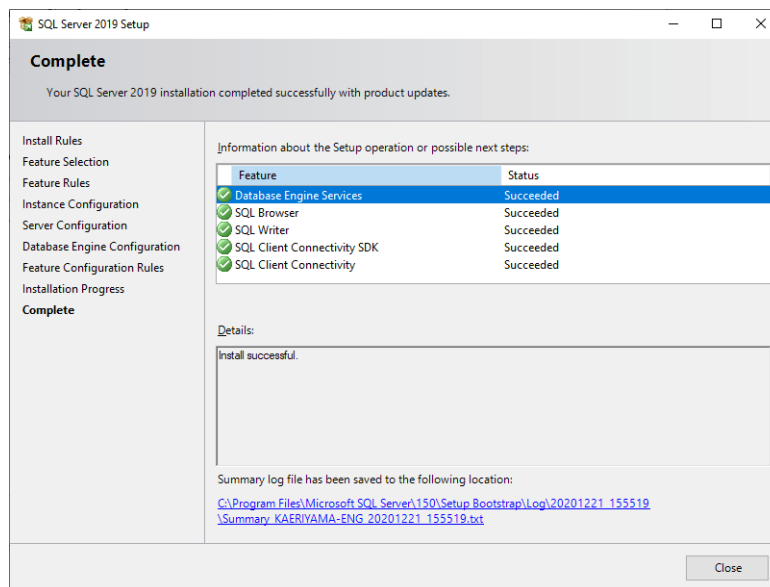 SQL Server 2019 Setup
Complete
Your SQL Server 2019 installation completed successfully with product updates.
Install Rules
Feature Selection
Feature Rules
Instance Configuration
Server Configuration
Database Engine Configuration
Feature Configuration Rules
Installation Progress
Complete
Information about the Setup operation or possible next steps:
Feature Status
Database Engine Services Succeeded
SQL Browser Succeeded
SQL Writer Succeeded
SQL Client Connectivity SDK Succeeded
SQL Client Connectivity Succeeded
Details:
Install successful.
Summary log file has been saved to the following location:
C:\Program Files\Microsoft SQL Server\150\Setup Bootstrap\Log\20201221_155519
\Summary_KAERIYAMA-ENG_20201221_155519.txt
Close